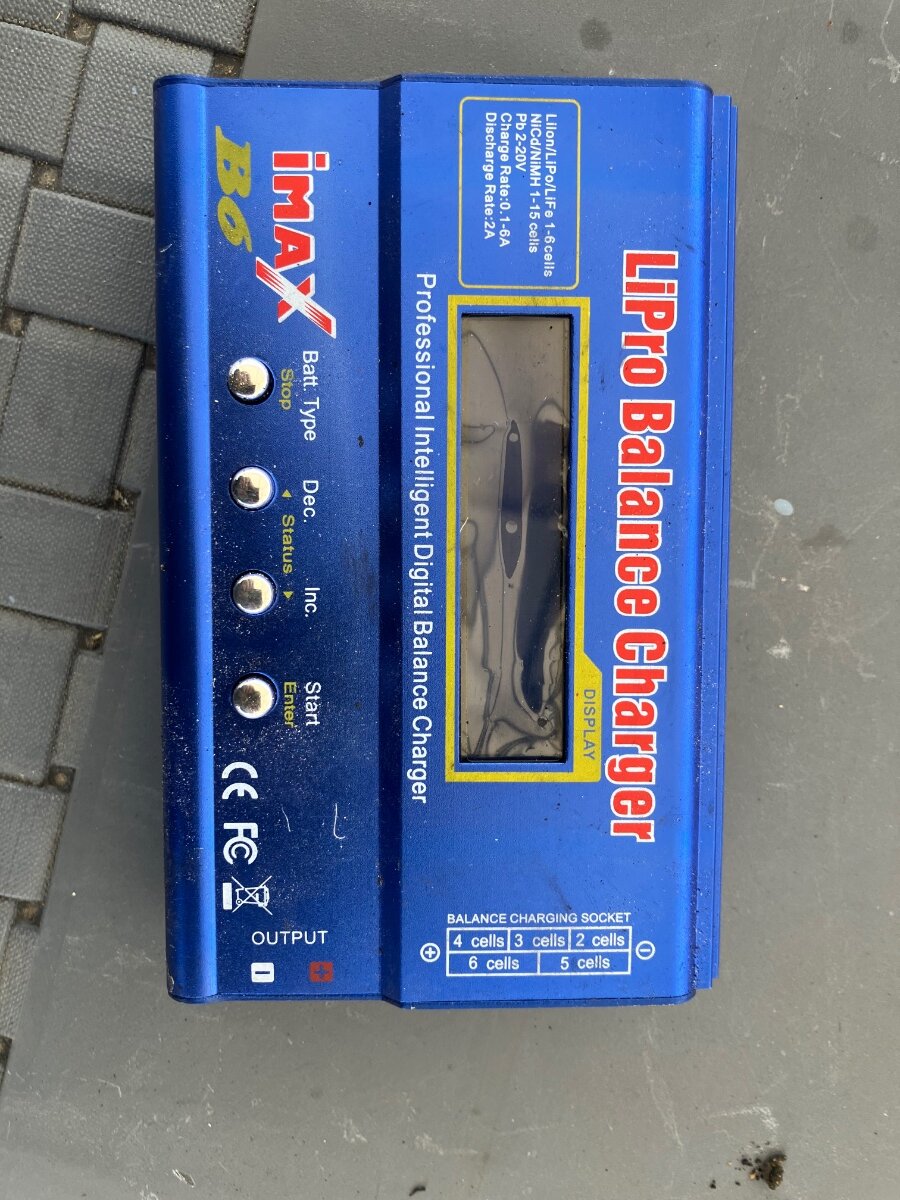 LiPro Balance Charger
LiIon/LiPo/LiFe 1-6cells
NiCd/NiMH 1-15 cells
Pb 2-20V
Charge Rate:0.1-6A
Discharge Rate:2A
DISPLAY
Professional Intelligent Digital Balance Charger
BALANCE CHARGING SOCKET
4 cells 3 cells 2 cells
6 cells 5 cells
iMAX
B6
Batt. Type
Stop
Dec.
Inc.
◄ Status ►
Start
Enter
CE FC
OUTPUT